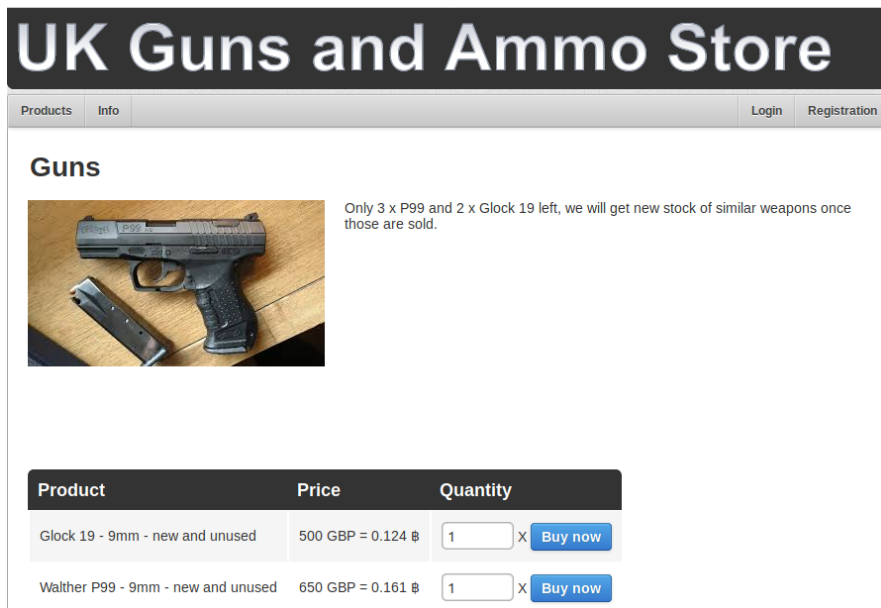 UK Guns and Ammo Store
Products Info Login Registration
Guns
P99
Only 3 x P99 and 2 x Glock 19 left, we will get new stock of similar weapons once
those are sold.
Product Price Quantity
Glock 19 - 9mm - new and unused 500 GBP = 0.124 ฿ 1 X Buy now
Walther P99 - 9mm - new and unused 650 GBP = 0.161 ฿ 1 X Buy now